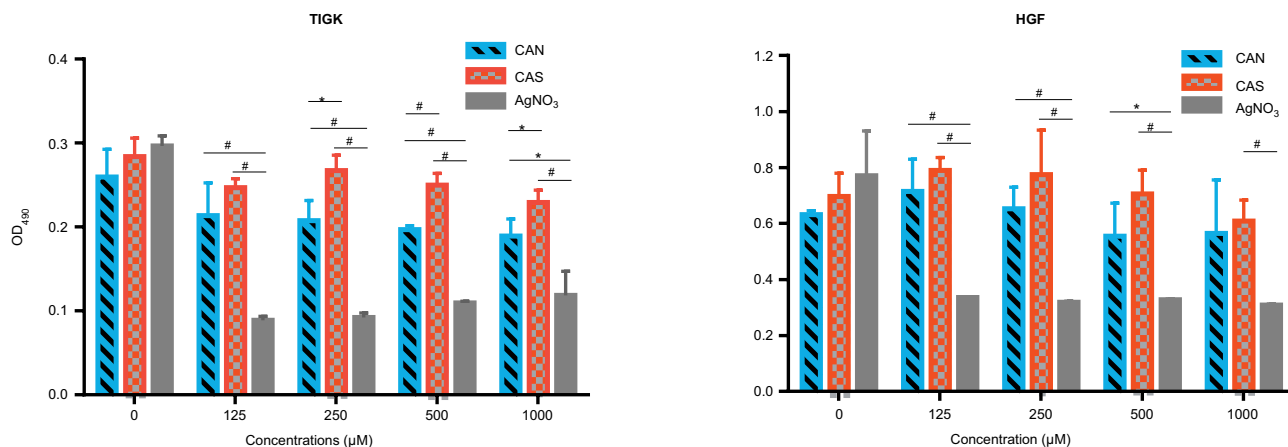 TIGK
CAN
CAS
AgNO3
OD490
0.4
0.3
0.2
0.1
0.0
# # * # # # # # * * #
0 125 250 500 1000
Concentrations (µM)
HGF
CAN
CAS
AgNO3
1.2
1.0
0.8
0.6
0.4
0.2
0.0
# # # # * # #
0 125 250 500 1000
Concentration (µM)